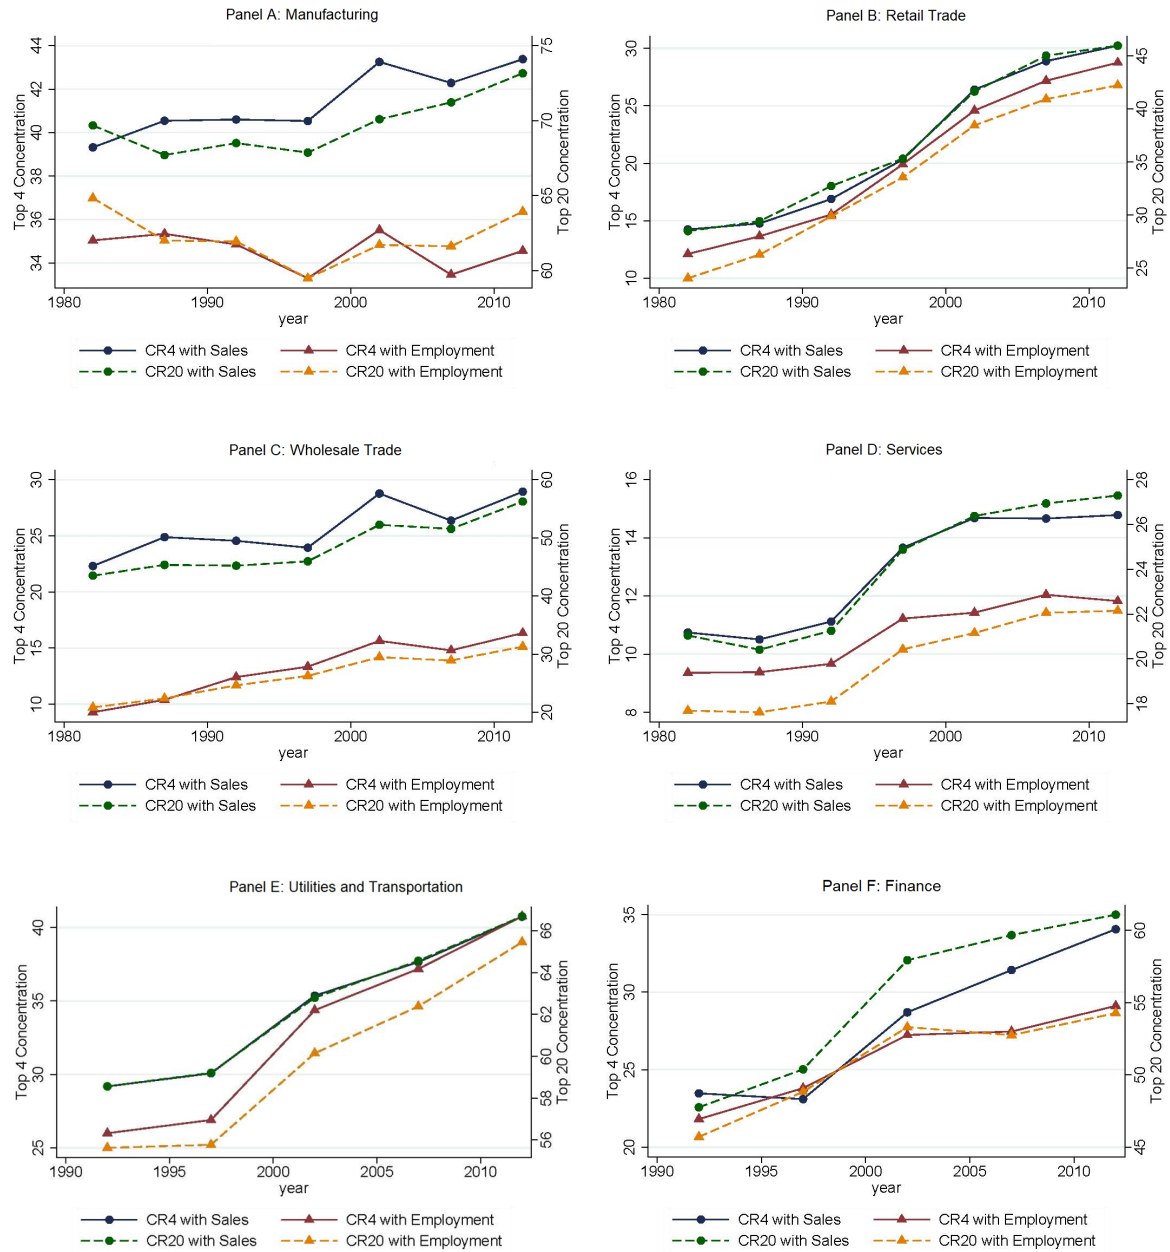 Panel A: Manufacturing
Top 4 Concentration
34 36 38 40 42 44
Top 20 Concentration
60 65 70 75
1980 1990 2000 2010
year
CR4 with Sales CR4 with Employment
CR20 with Sales CR20 with Employment
Panel B: Retail Trade
Top 4 Concentration
10 15 20 25 30
Top 20 Concentration
25 30 35 40 45
1980 1990 2000 2010
year
CR4 with Sales CR4 with Employment
CR20 with Sales CR20 with Employment
Panel C: Wholesale Trade
Top 4 Concentration
10 15 20 25 30
Top 20 Concentration
20 30 40 50 60
1980 1990 2000 2010
year
CR4 with Sales CR4 with Employment
CR20 with Sales CR20 with Employment
Panel D: Services
Top 4 Concentration
8 10 12 14 16
Top 20 Concentration
18 20 22 24 26 28
1980 1990 2000 2010
year
CR4 with Sales CR4 with Employment
CR20 with Sales CR20 with Employment
Panel E: Utilities and Transportation
Top 4 Concentration
25 30 35 40
Top 20 Concentration
56 58 60 62 64 66
1990 1995 2000 2005 2010
year
CR4 with Sales CR4 with Employment
CR20 with Sales CR20 with Employment
Panel F: Finance
Top 4 Concentration
20 25 30 35
Top 20 Concentration
45 50 55 60
1990 1995 2000 2005 2010
year
CR4 with Sales CR4 with Employment
CR20 with Sales CR20 with Employment